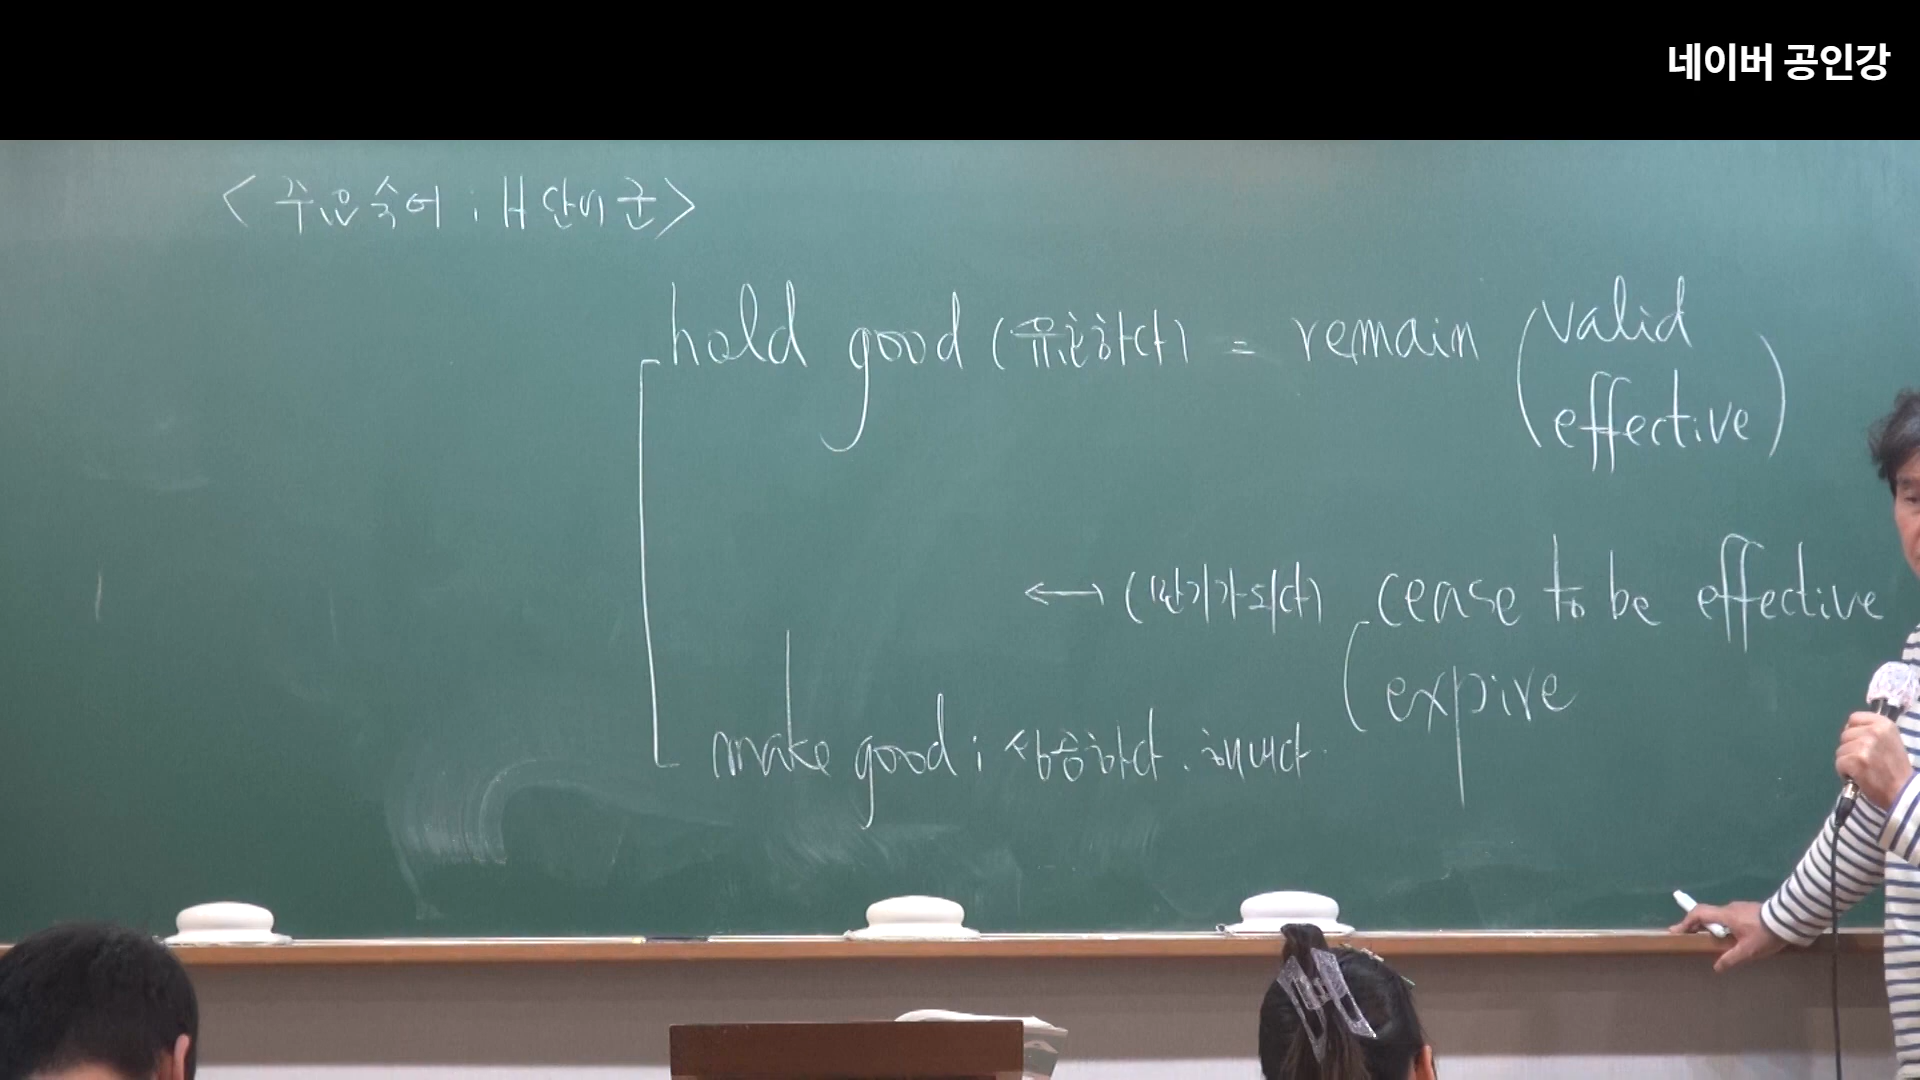 네이버 공인강
<주요숙어 : H 단어군>
hold good (유효하다) = remain (valid
effective)
↔ (만기가 되다) cease to be effective
expire
make good : 성공하다. 해내다.